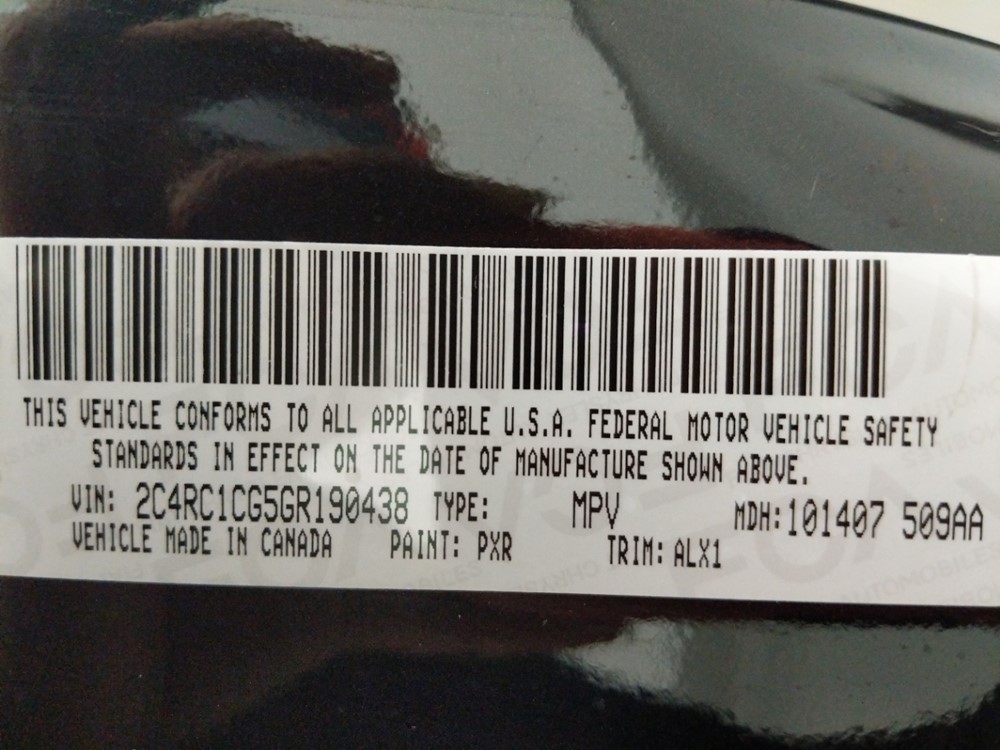 THIS VEHICLE CONFORMS TO ALL APPLICABLE U.S.A. FEDERAL MOTOR VEHICLE SAFETY
STANDARDS IN EFFECT ON THE DATE OF MANUFACTURE SHOWN ABOVE.
VIN: 2C4RC1CG5GR190438 TYPE: MPV MDH:101407 509AA
VEHICLE MADE IN CANADA PAINT: PXR TRIM: ALX1